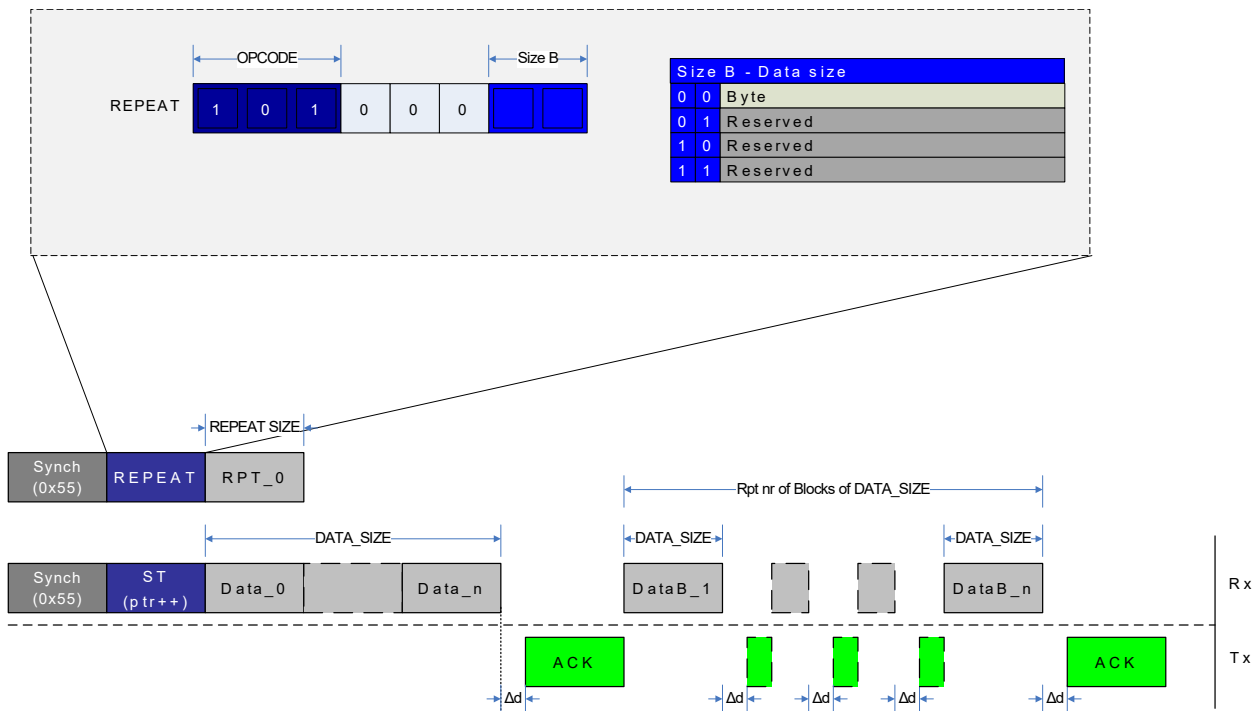 OPCODE
Size B
REPEAT
1 0 1 0 0 0
Size B - Data size
0 0 Byte
0 1 Reserved
1 0 Reserved
1 1 Reserved
REPEAT SIZE
Synch
(0x55)
REPEAT
RPT_0
Rpt nr of Blocks of DATA_SIZE
DATA_SIZE
DATA_SIZE
DATA_SIZE
Synch
(0x55)
ST
(ptr++)
Data_0
Data_n
DataB_1
DataB_n
Rx
ACK
ACK
Tx
Δd
Δd
Δd
Δd
Δd